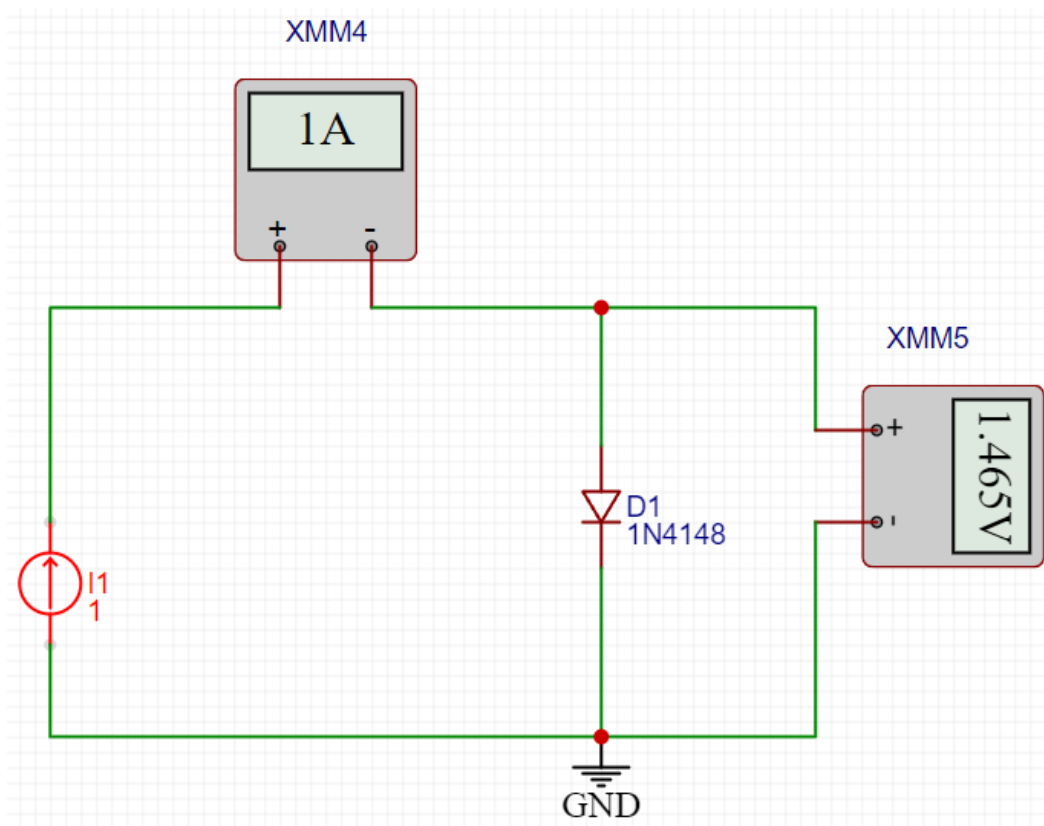 XMM4
1A
+ -
XMM5
+
1.465V
-
D1
1N4148
I1
1
GND